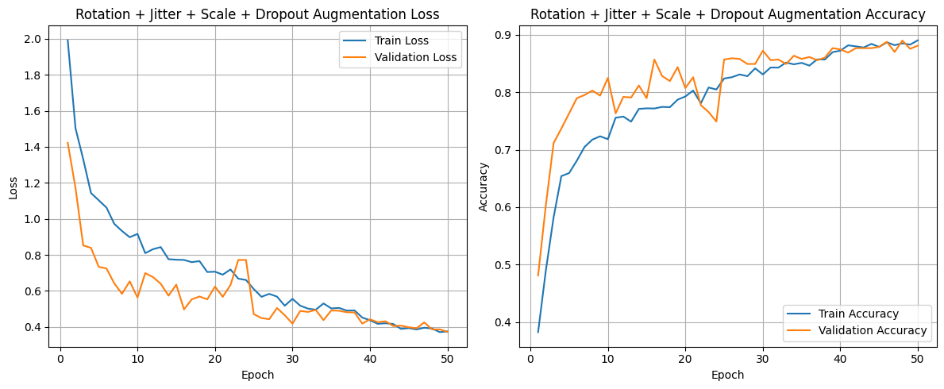 Rotation + Jitter + Scale + Dropout Augmentation Loss
Train Loss
Validation Loss
2.0
1.8
1.6
1.4
1.2
1.0
0.8
0.6
0.4
Loss
0 10 20 30 40 50
Epoch
Rotation + Jitter + Scale + Dropout Augmentation Accuracy
0.9
0.8
0.7
0.6
0.5
0.4
Accuracy
Train Accuracy
Validation Accuracy
0 10 20 30 40 50
Epoch